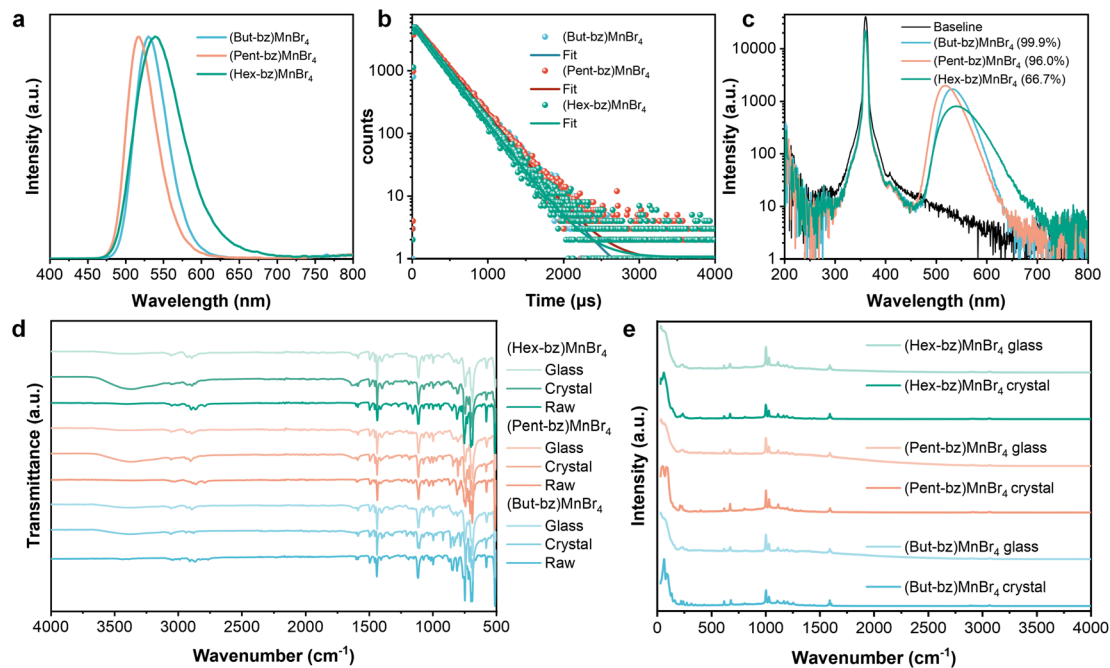 a
Intensity (a.u.)
(But-bz)MnBr4
(Pent-bz)MnBr4
(Hex-bz)MnBr4
400 500 600 700 800
Wavelength (nm)
b
counts
1000
100
10
1
(But-bz)MnBr4
Fit
(Pent-bz)MnBr4
Fit
(Hex-bz)MnBr4
Fit
0 1000 2000 3000 4000
Time (μs)
c
Intensity (a.u.)
10000
1000
100
10
1
Baseline
(But-bz)MnBr4 (99.9%)
(Pent-bz)MnBr4 (96.0%)
(Hex-bz)MnBr4 (66.7%)
200 300 400 500 600 700 800
Wavelength (nm)
d
Transmittance (a.u.)
(Hex-bz)MnBr4
Glass
Crystal
Raw
(Pent-bz)MnBr4
Glass
Crystal
Raw
(But-bz)MnBr4
Glass
Crystal
Raw
4000 3500 3000 2500 2000 1500 1000 500
Wavenumber (cm-1)
e
Intensity (a.u.)
(Hex-bz)MnBr4 glass
(Hex-bz)MnBr4 crystal
(Pent-bz)MnBr4 glass
(Pent-bz)MnBr4 crystal
(But-bz)MnBr4 glass
(But-bz)MnBr4 crystal
0 500 1000 1500 2000 2500 3000 3500 4000
Wavenumber (cm-1)